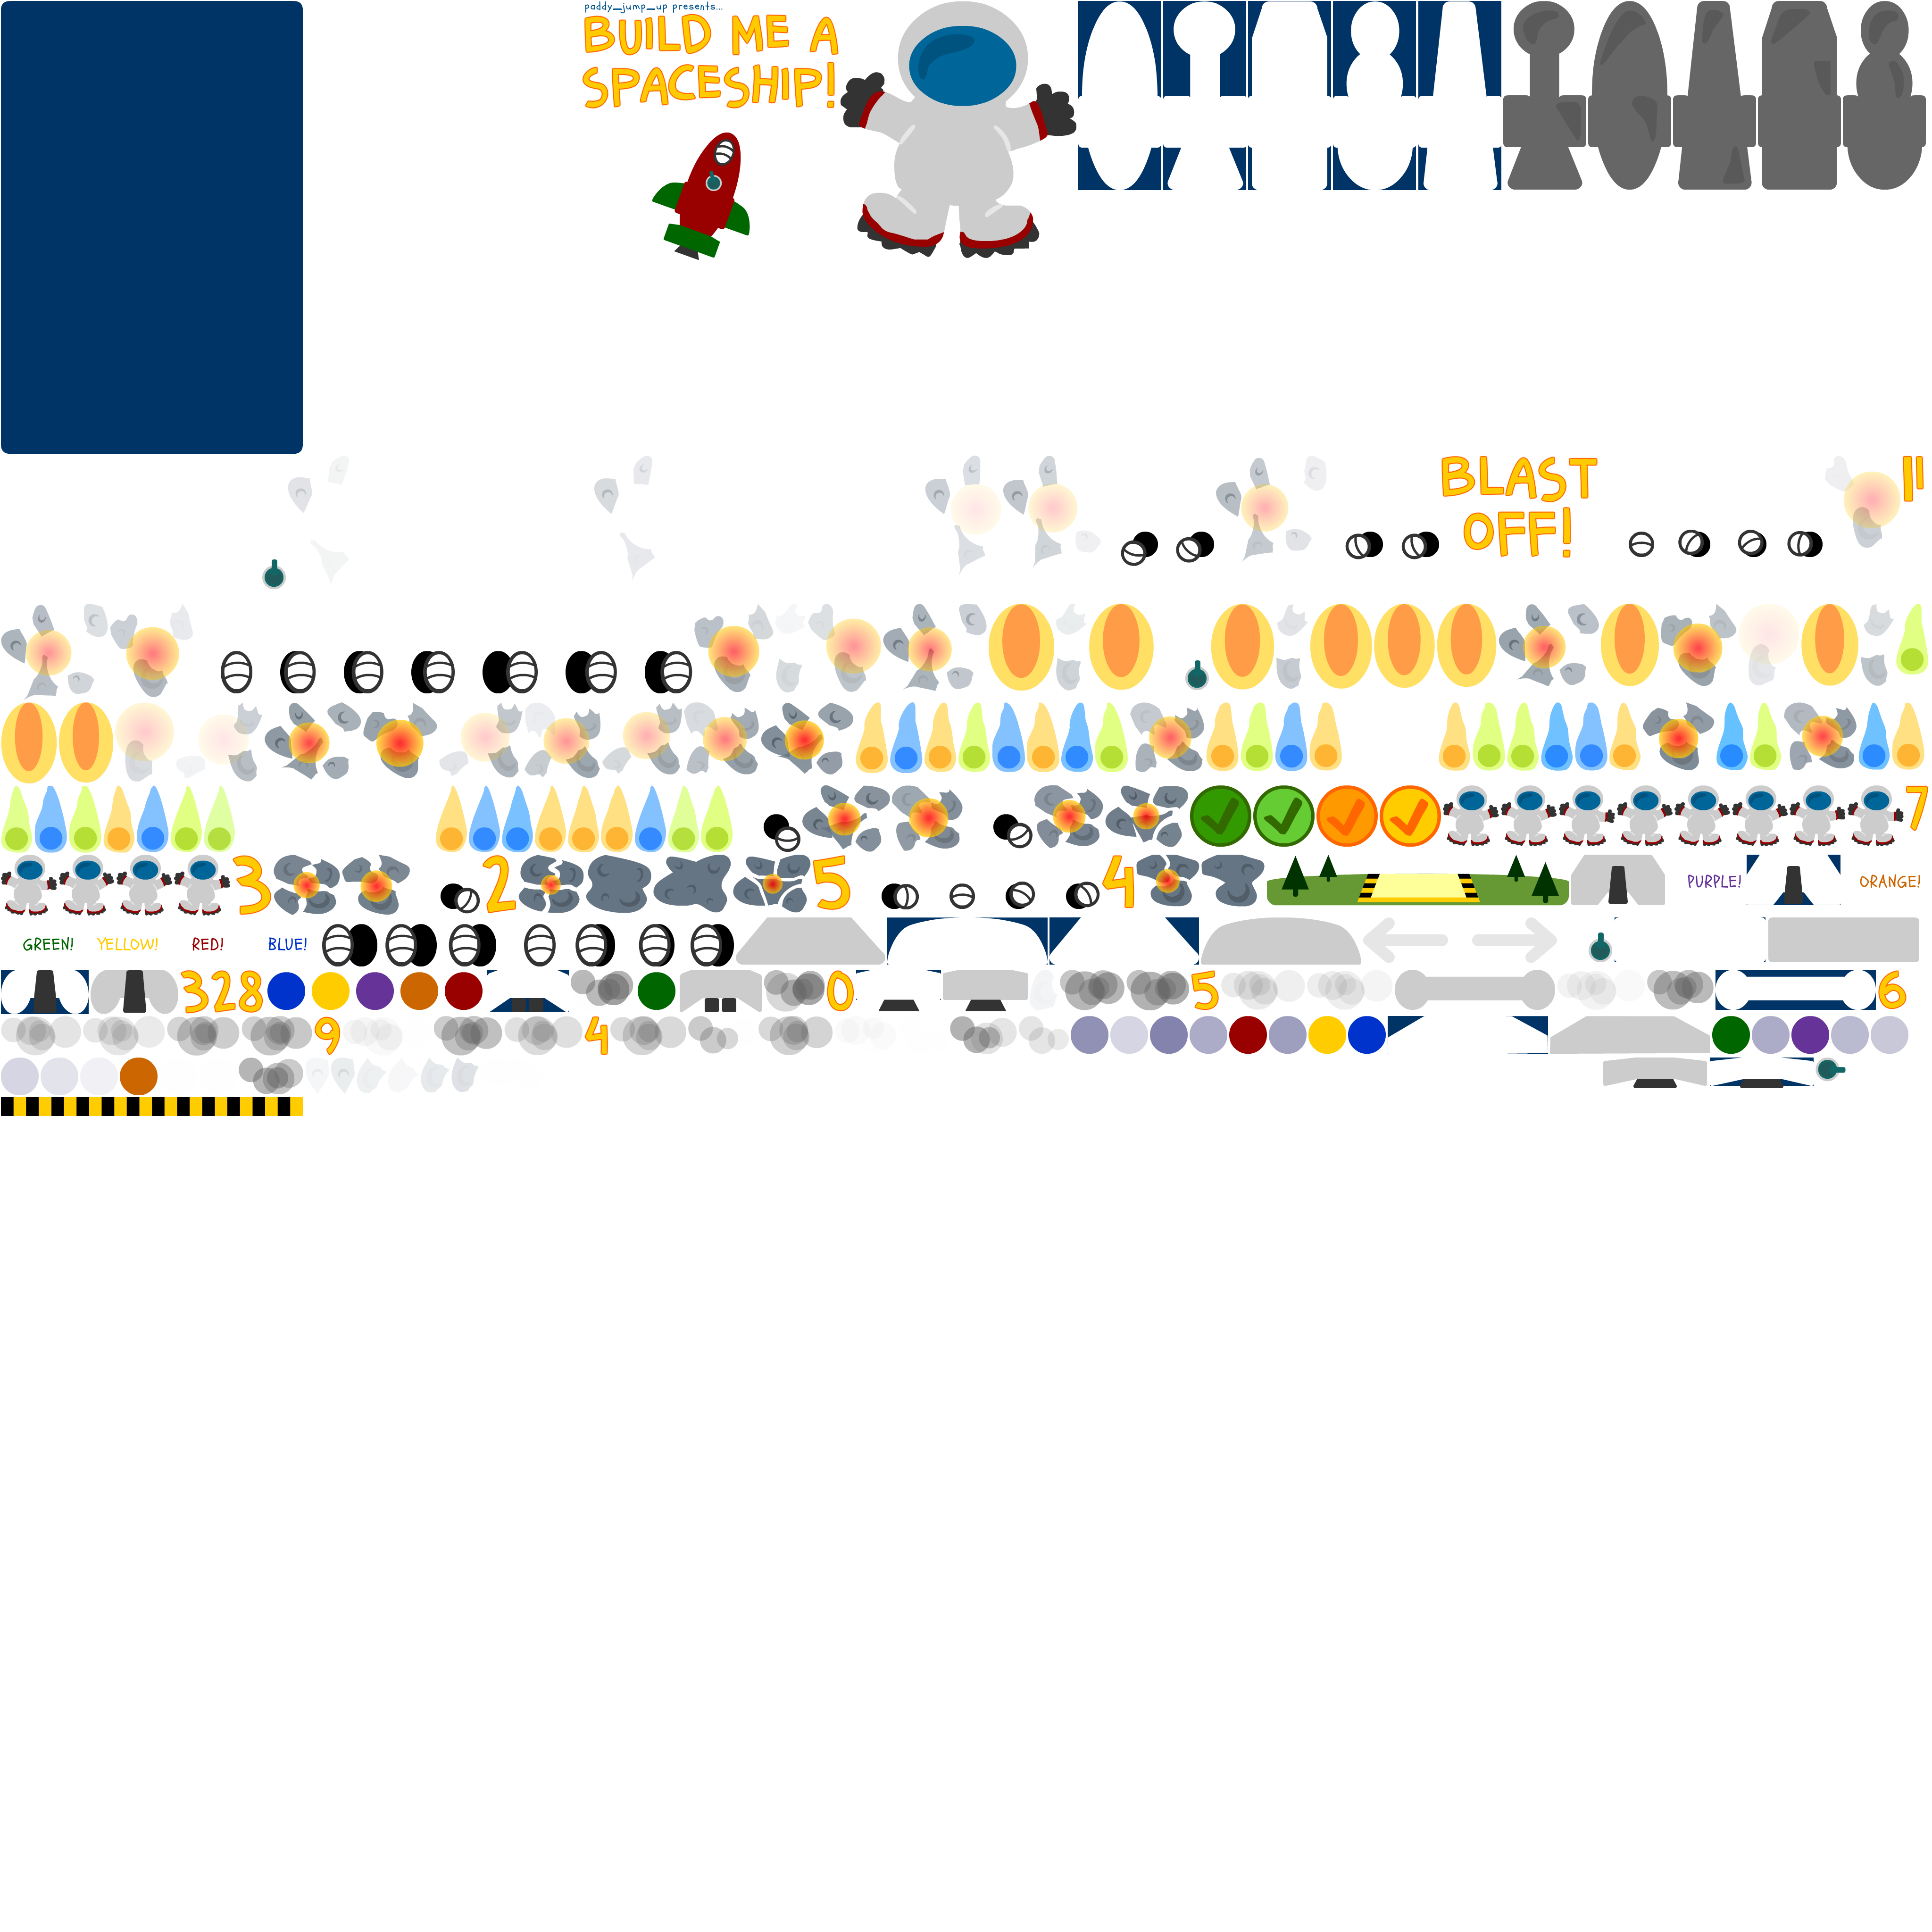 paddy_jump_up presents...
BUILD ME A
SPACESHIP!
BLAST
OFF!
7
3
2
5
4
PURPLE!
ORANGE!
GREEN!
YELLOW!
RED!
BLUE!
328
0
5
6
9
4